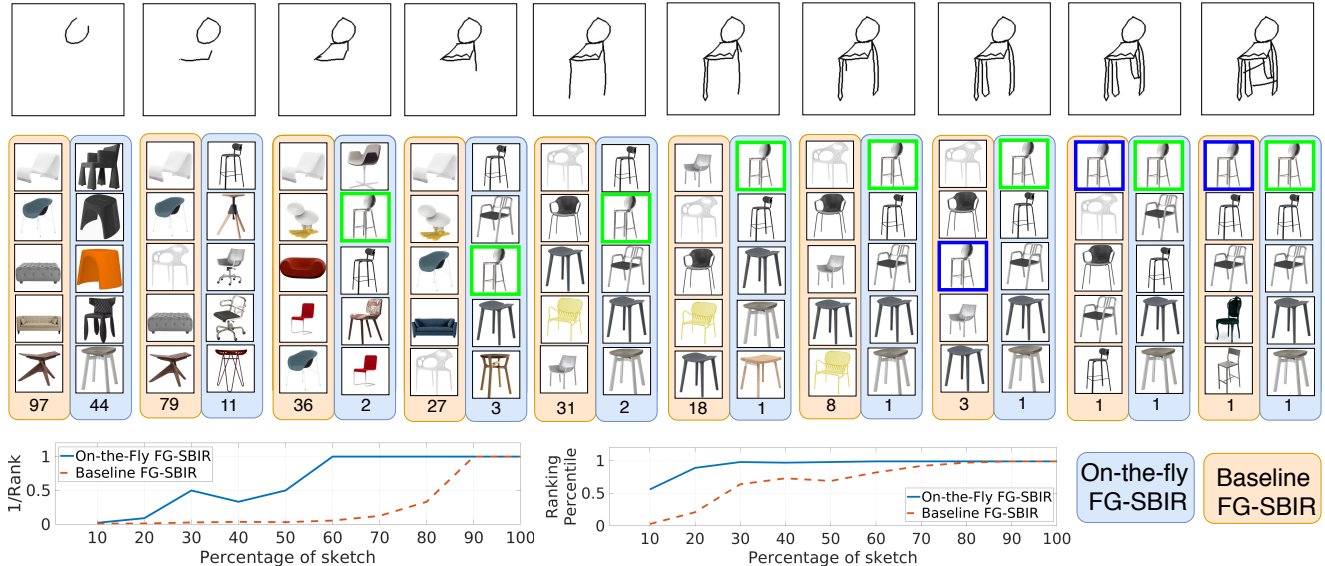 97 44 79 11 36 2 27 3 31 2 18 1 8 1 3 1 1 1 1 1
1/Rank
1
0.5
0
On-the-Fly FG-SBIR
Baseline FG-SBIR
10 20 30 40 50 60 70 80 90 100
Percentage of sketch
Ranking
Percentile
1
0.5
0
On-the-Fly FG-SBIR
Baseline FG-SBIR
10 20 30 40 50 60 70 80 90 100
Percentage of sketch
On-the-fly
FG-SBIR
Baseline
FG-SBIR